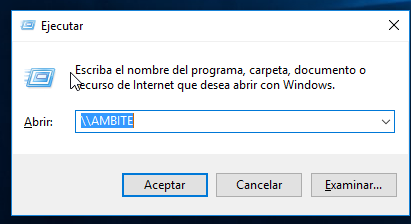 Ejecutar
Escriba el nombre del programa, carpeta, documento o
recurso de Internet que desea abrir con Windows.
Abrir: \\AMBITE
Aceptar Cancelar Examinar...